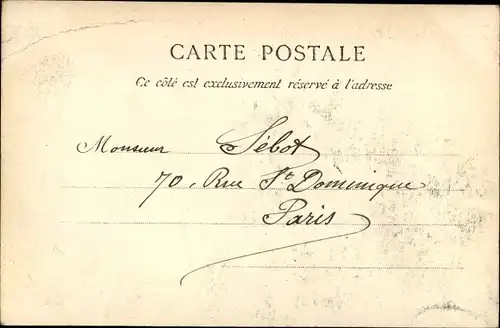 CARTE POSTALE
Ce côté est exclusivement réservé à l'adresse
Monsieur Sébot
70, Rue St Dominique
Paris